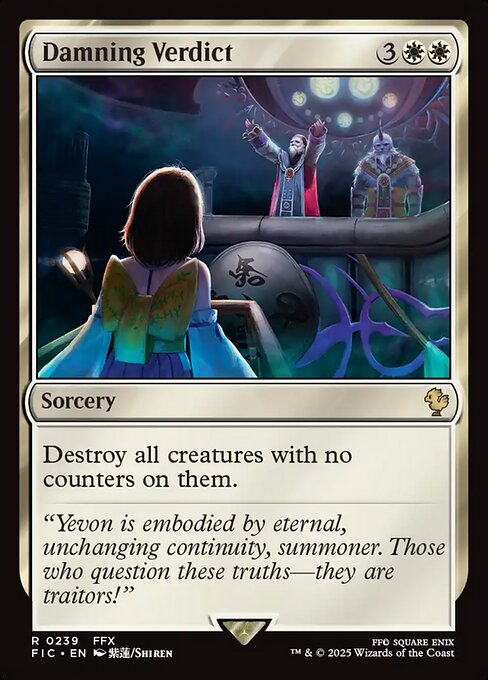 Damning Verdict 3
Sorcery
Destroy all creatures with no
counters on them.
“Yevon is embodied by eternal,
unchanging continuity, summoner. Those
who question these truths—they are
traitors!”
R 0239 FFX
FIC • EN 紫蓮/SHIREN
FF© SQUARE ENIX
™ & © 2025 Wizards of the Coast